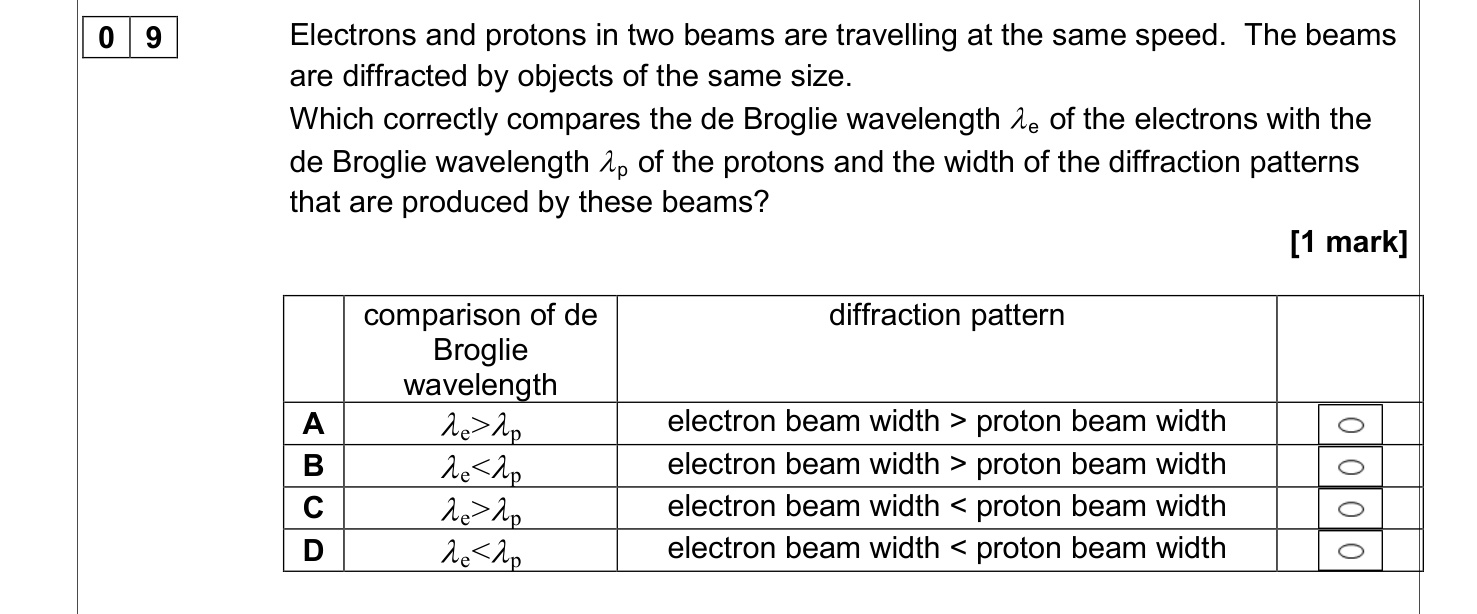 0 9
Electrons and protons in two beams are travelling at the same speed. The beams
are diffracted by objects of the same size.
Which correctly compares the de Broglie wavelength λe of the electrons with the
de Broglie wavelength λp of the protons and the width of the diffraction patterns
that are produced by these beams?
[1 mark]
comparison of de
Broglie
wavelength
diffraction pattern
A λe>λp electron beam width > proton beam width
B λe<λp electron beam width > proton beam width
C λe>λp electron beam width < proton beam width
D λe<λp electron beam width < proton beam width